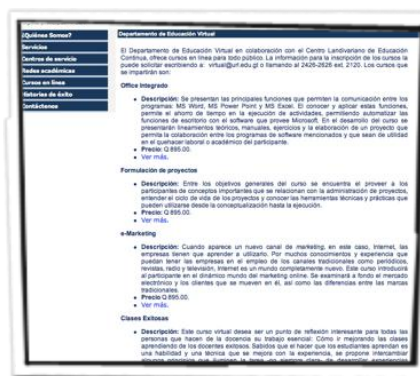 ¿Quiénes Somos?
Servicios
Centros de servicio
Redes académicas
Cursos en línea
Historias de éxito
Contáctenos
Departamento de Educación Virtual
El Departamento de Educación Virtual en colaboración con el Centro Landivariano de Educación
Continua, ofrece cursos en línea para todo público. La información para la inscripción de los cursos la
puede solicitar escribiendo a: virtual@url.edu.gt o llamando al 2426-2626 ext. 2120. Los cursos que
se impartirán son:
Office Integrado
Descripción: Se presentan las principales funciones que permiten la comunicación entre los
programas: MS Word, MS Power Point y MS Excel. El conocer y aplicar estas funciones,
permite el ahorro de tiempo en la ejecución de actividades, permitiendo automatizar las
funciones de escritorio con el software que provee Microsoft. En el desarrollo del curso se
presentarán lineamientos teóricos, manuales, ejercicios y la elaboración de un proyecto que
permita la colaboración entre los programas de software mencionados y que sean de utilidad
en el quehacer laboral o académico del participante.
Precio: Q 895.00.
Ver más.
Formulación de proyectos
Descripción: Entre los objetivos generales del curso se encuentra el proveer a los
participantes de conceptos importantes que se relacionan con la administración de proyectos,
entender el ciclo de vida de los proyectos y conocer las herramientas técnicas y prácticas que
pueden utilizarse desde la conceptualización hasta la ejecución.
Precio: Q 895.00.
Ver más.
e-Marketing
Descripción: Cuando aparece un nuevo canal de marketing, en este caso, Internet, las
empresas tienen que aprender a utilizarlo. Por muchos conocimientos y experiencia que
puedan tener las empresas en el empleo de los canales tradicionales como periódicos,
revistas, radio y televisión, Internet es un mundo completamente nuevo. Este curso introducirá
al participante en el dinámico mundo del marketing online. Se examinará a fondo el mercado
electrónico y los clientes que se mueven en él, así como las diferencias entre las marcas
tradicionales.
Precio Q 895.00.
Ver más.
Clases Exitosas
Descripción: Este curso virtual desea ser un punto de reflexión interesante para todas las
personas que hacen de la docencia su trabajo esencial. Cómo ir mejorando las clases
aprendiendo de los docentes exitosos. Sabidos que el hacer que los estudiantes aprendan es
una habilidad y una técnica que se mejora con la experiencia, se propone intercambiar